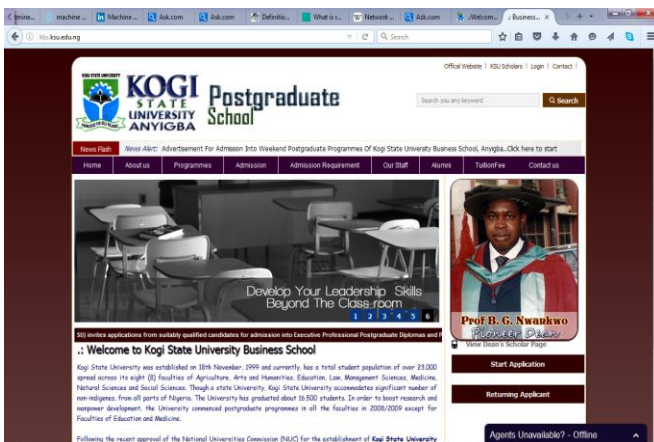 machine ...
Machine ...
Ask.com
Ask.com
Definitio...
What is r...
Network ...
Ask.com
.:Welcom...
.: Business...
kbs.ksu.edu.ng
Search
Offical Website | KSU Scholars | Login | Contact |
KOGI STATE UNIVERSITY ANYIGBA
Postgraduate School
Search you any keyword
Search
News Flash
News Alert: Advertisement For Admission Into Weekend Postgraduate Programmes Of Kogi State University Business School, Anyigba..Click here to start
Home About us Programmes Admission Admission Requirement Our Staff Alumni TuitionFee Contact us
Develop Your Leadership Skills
Beyond The Class-room
1 2 3 4 5 6
Prof B. G. Nwankwo
Pioneer Dean
SU) invites applications from suitably qualified candidates for admission into Executive Professional Postgraduate Diplomas and P
View Dean's Scholar Page
.: Welcome to Kogi State University Business School
Start Application
Returning Applicant
Kogi State University was established on 18th November, 1999 and currently, has a total student population of over 23,000
spread across its eight (8) faculties of Agriculture, Arts and Humanities, Education, Law, Management Sciences, Medicine,
Natural Sciences and Social Sciences. Though a state University, Kogi State University accommodates significant number of
non-indigenes, from all parts of Nigeria. The University has graduated about 16,500 students. In order to boost research and
manpower development, the University commenced postgraduate programmes in all the faculties in 2008/2009 except for
Faculties of Education and Medicine.
Following the recent approval of the National Universities Commission (NUC) for the establishment of Kogi State University
Agents Unavailable? - Offline